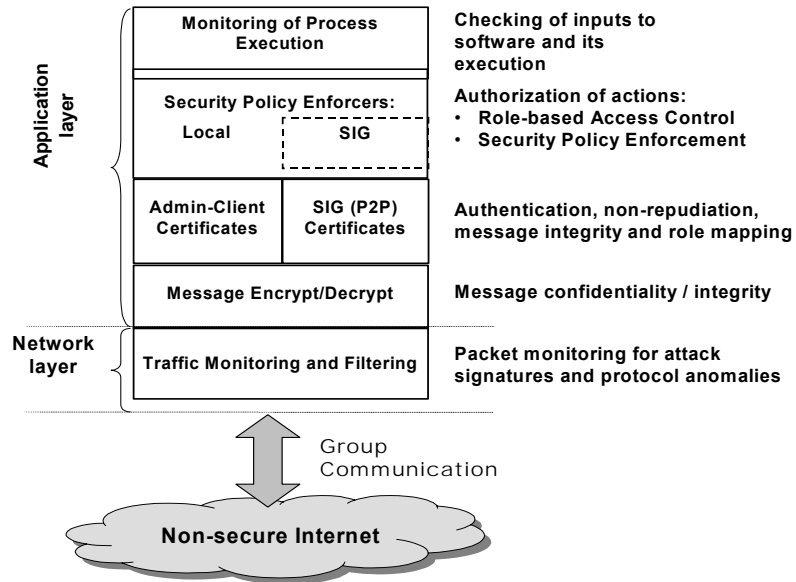 Monitoring of Process
Execution
Checking of inputs to
software and its
execution
Application
layer
Security Policy Enforcers:
Local
SIG
Authorization of actions:
• Role-based Access Control
• Security Policy Enforcement
Admin-Client
Certificates
SIG (P2P)
Certificates
Authentication, non-repudiation,
message integrity and role mapping
Message Encrypt/Decrypt
Message confidentiality / integrity
Network
layer
Traffic Monitoring and Filtering
Packet monitoring for attack
signatures and protocol anomalies
Group
Communication
Non-secure Internet